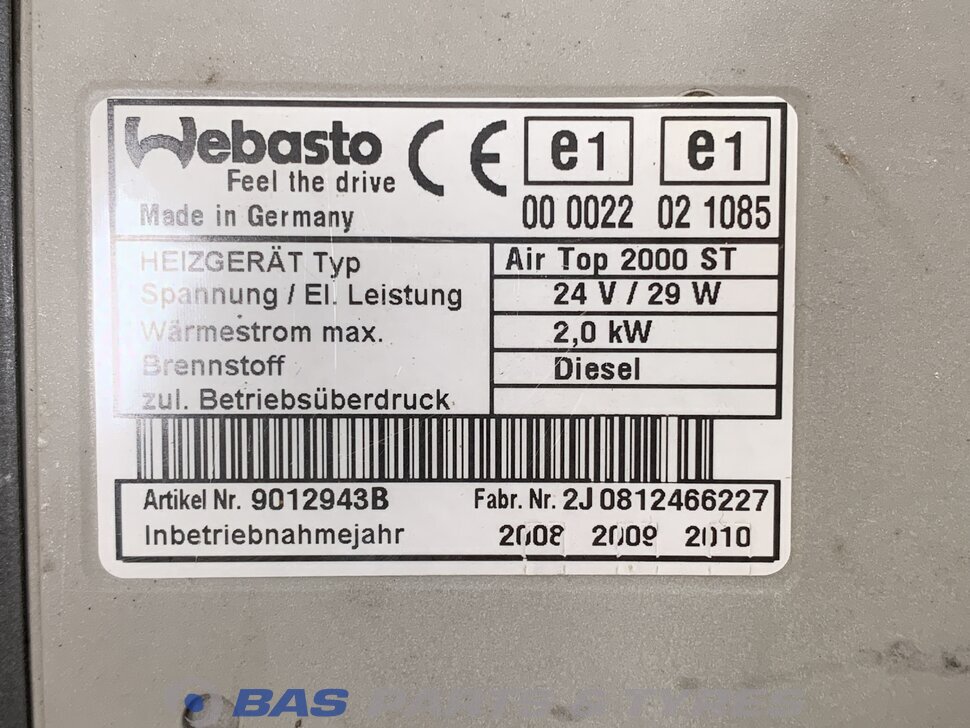 Webasto
Feel the drive
Made in Germany
CE
e1 e1
00 0022 02 1085
HEIZGERÄT Typ Air Top 2000 ST
Spannung / El. Leistung 24 V / 29 W
Wärmestrom max. 2,0 kW
Brennstoff Diesel
zul. Betriebsüberdruck
Artikel Nr. 9012943B Fabr. Nr. 2J0812466227
Inbetriebnahmejahr 2008 2009 2010
BAS PARTS & TYRES